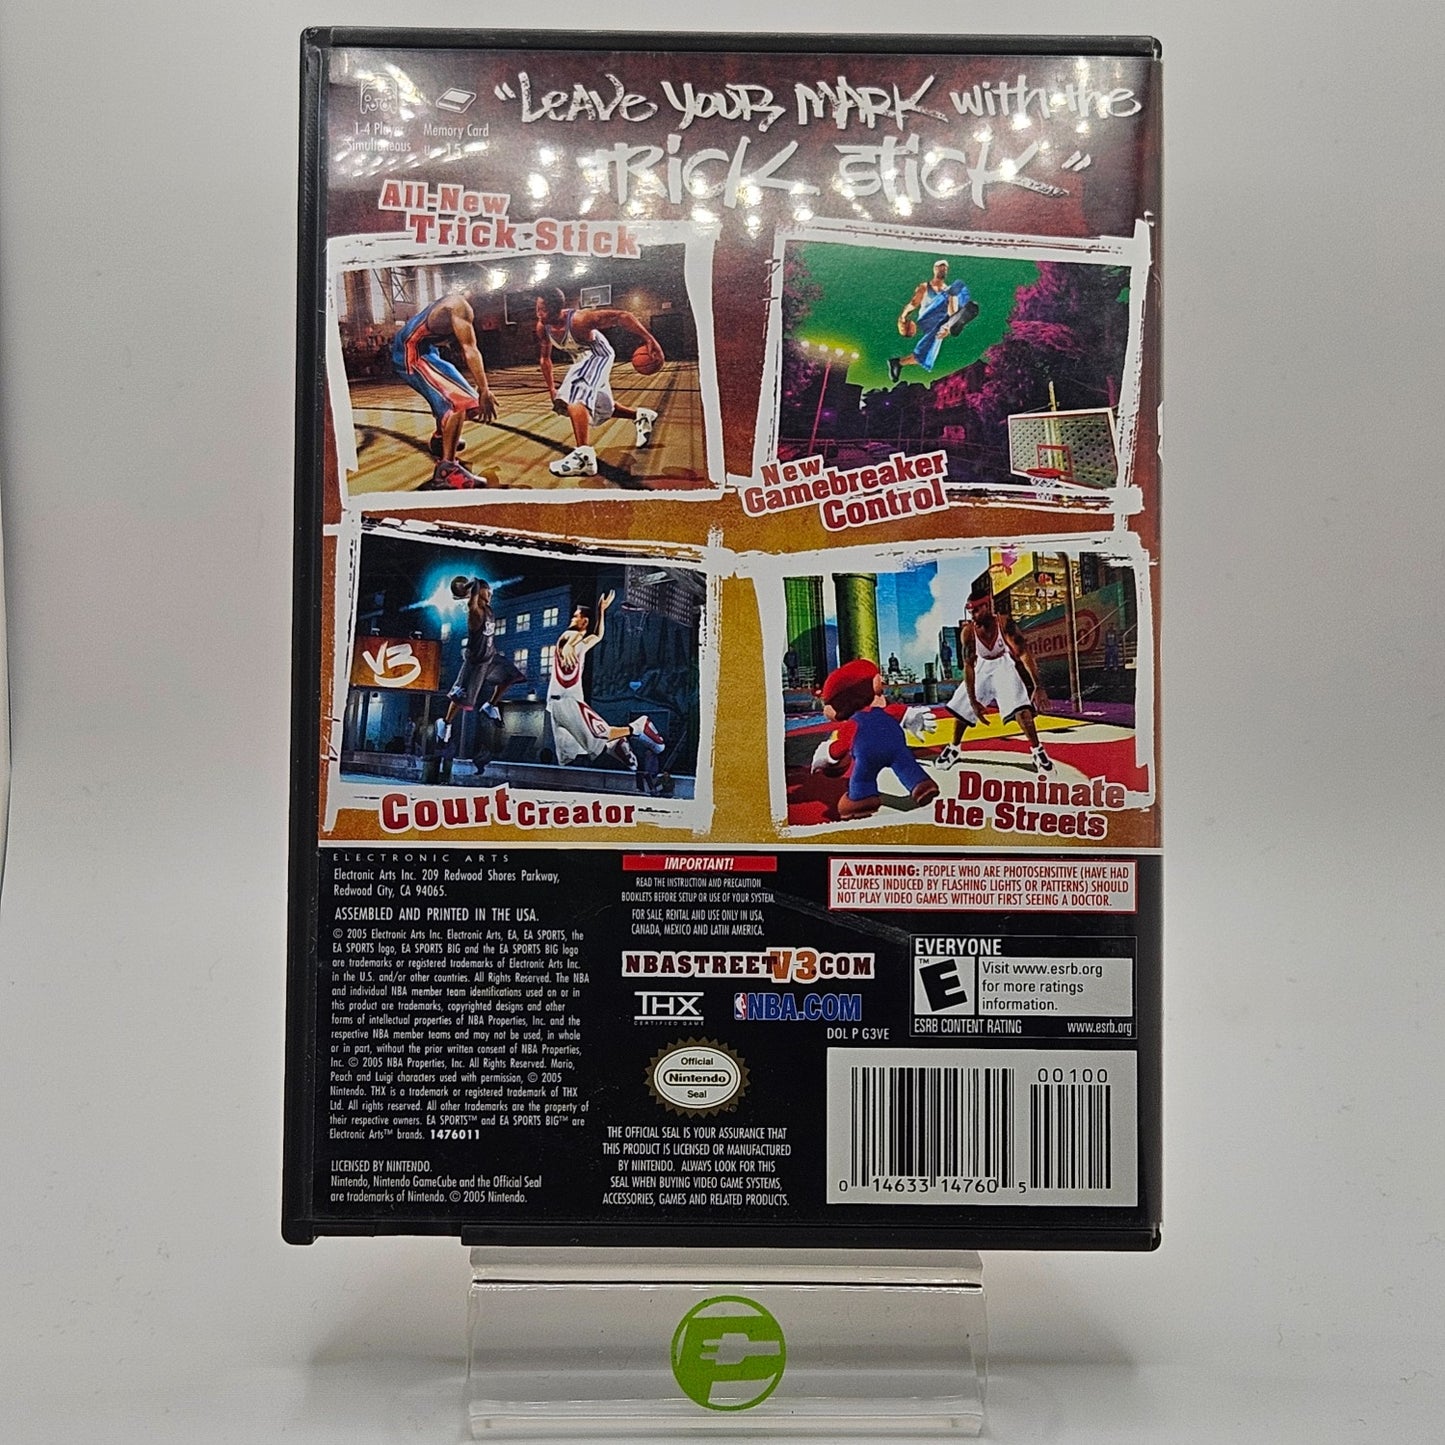 "Leave Your Mark with the
Trick Stick"
1-4 Player
Simultaneous
Memory Card
15
All-New
Trick Stick
New
Gamebreaker
Control
V3
Nintendo
Court Creator
Dominate
the Streets
ELECTRONIC ARTS
Electronic Arts Inc. 209 Redwood Shores Parkway,
Redwood City, CA 94065.
ASSEMBLED AND PRINTED IN THE USA.
© 2005 Electronic Arts Inc. Electronic Arts, EA, EA SPORTS, the
EA SPORTS logo, EA SPORTS BIG and the EA SPORTS BIG logo
are trademarks or registered trademarks of Electronic Arts Inc.
in the U.S. and/or other countries. All Rights Reserved. The NBA
and individual NBA member team identifications used on or in
this product are trademarks, copyrighted designs and other
forms of intellectual properties of NBA Properties, Inc. and the
respective NBA member teams and may not be used, in whole
or in part, without the prior written consent of NBA Properties,
Inc. © 2005 NBA Properties, Inc. All Rights Reserved. Mario,
Peach and Luigi characters used with permission, © 2005
Nintendo. THX is a trademark or registered trademark of THX
Ltd. All rights reserved. All other trademarks are the property of
their respective owners. EA SPORTS™ and EA SPORTS BIG™ are
Electronic Arts™ brands. 1476011
LICENSED BY NINTENDO.
Nintendo, Nintendo GameCube and the Official Seal
are trademarks of Nintendo. © 2005 Nintendo.
IMPORTANT!
READ THE INSTRUCTION AND PRECAUTION
BOOKLETS BEFORE SETUP OR USE OF YOUR SYSTEM.
FOR SALE, RENTAL AND USE ONLY IN USA,
CANADA, MEXICO AND LATIN AMERICA.
NBASTREETV3COM
THX
CERTIFIED GAME
NBA.COM
DOL P G3VE
Official
Nintendo
Seal
THE OFFICIAL SEAL IS YOUR ASSURANCE THAT
THIS PRODUCT IS LICENSED OR MANUFACTURED
BY NINTENDO. ALWAYS LOOK FOR THIS
SEAL WHEN BUYING VIDEO GAME SYSTEMS,
ACCESSORIES, GAMES AND RELATED PRODUCTS.
WARNING: PEOPLE WHO ARE PHOTOSENSITIVE (HAVE HAD
SEIZURES INDUCED BY FLASHING LIGHTS OR PATTERNS) SHOULD
NOT PLAY VIDEO GAMES WITHOUT FIRST SEEING A DOCTOR.
EVERYONE
E™
Visit www.esrb.org
for more ratings
information.
ESRB CONTENT RATING www.esrb.org
00100
0 14633 14760 5